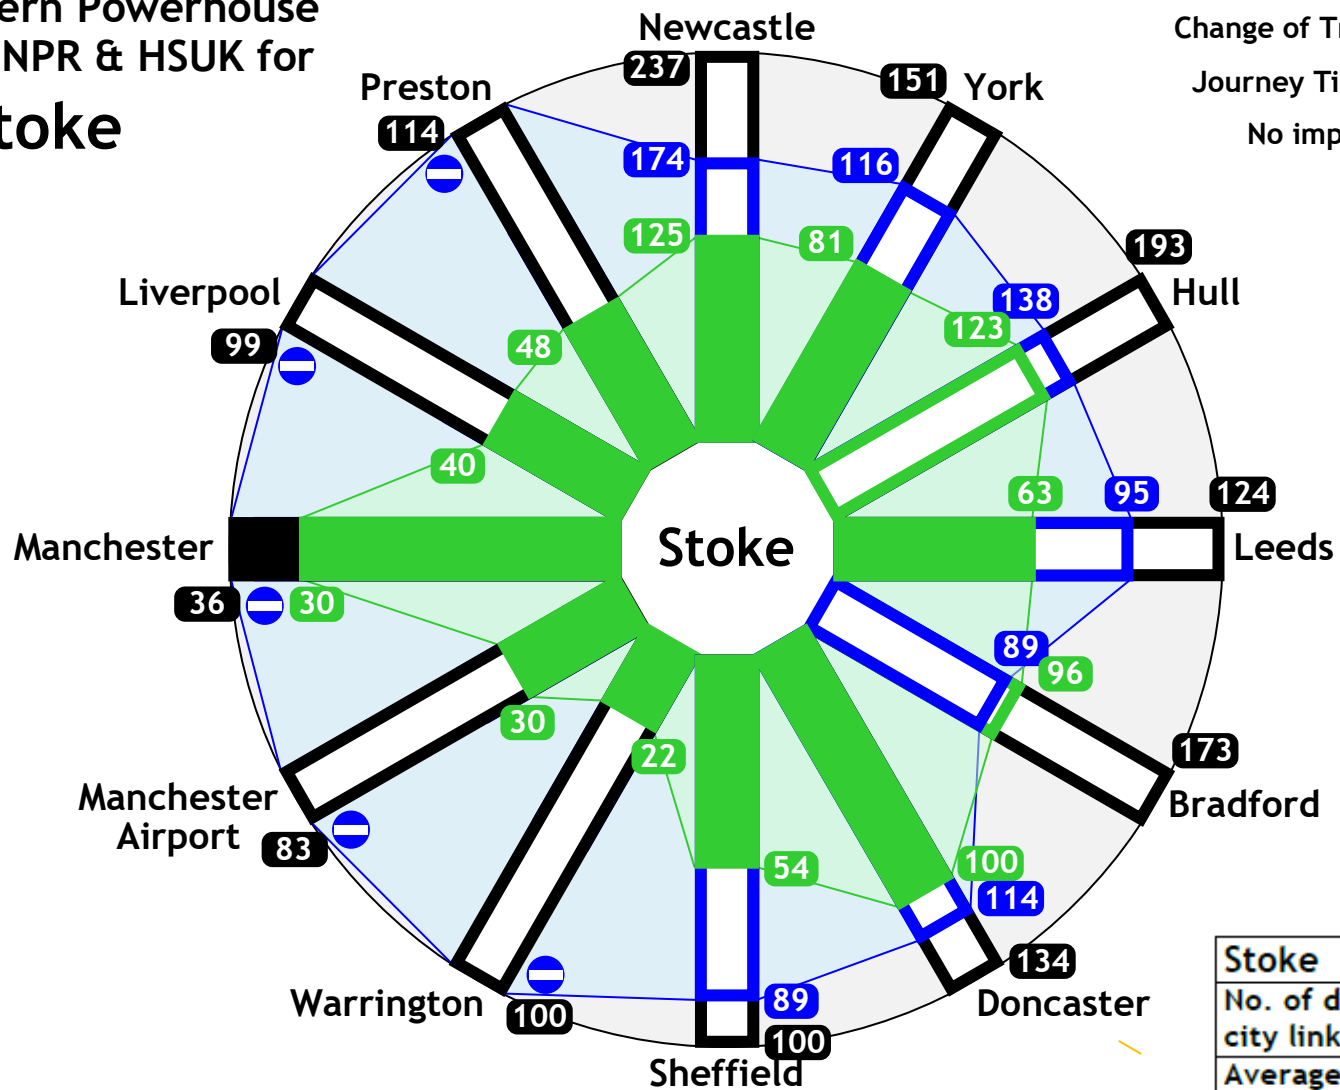 ern Powerhouse
NPR & HSUK for
toke
Change of T
Journey Ti
No imp
Newcastle
237
174
125
York
151
116
81
Hull
193
138
123
Leeds
124
95
63
Bradford
173
89
96
Doncaster
134
114
100
Sheffield
100
89
54
Warrington
100
22
Manchester
Airport
83
30
Manchester
36
30
Liverpool
99
40
Preston
114
48
Stoke
Stoke
No. of d
city link
Average